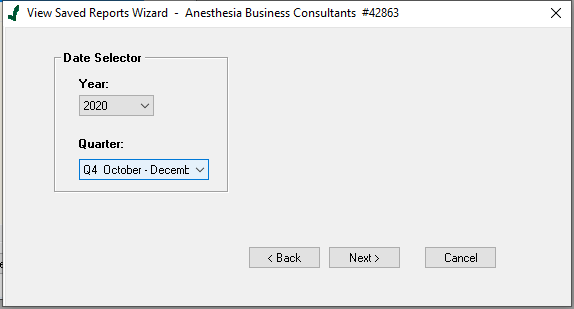 View Saved Reports Wizard - Anesthesia Business Consultants #42863
Date Selector
Year:
2020
Quarter:
Q4 October - Decemb
< Back
Next >
Cancel